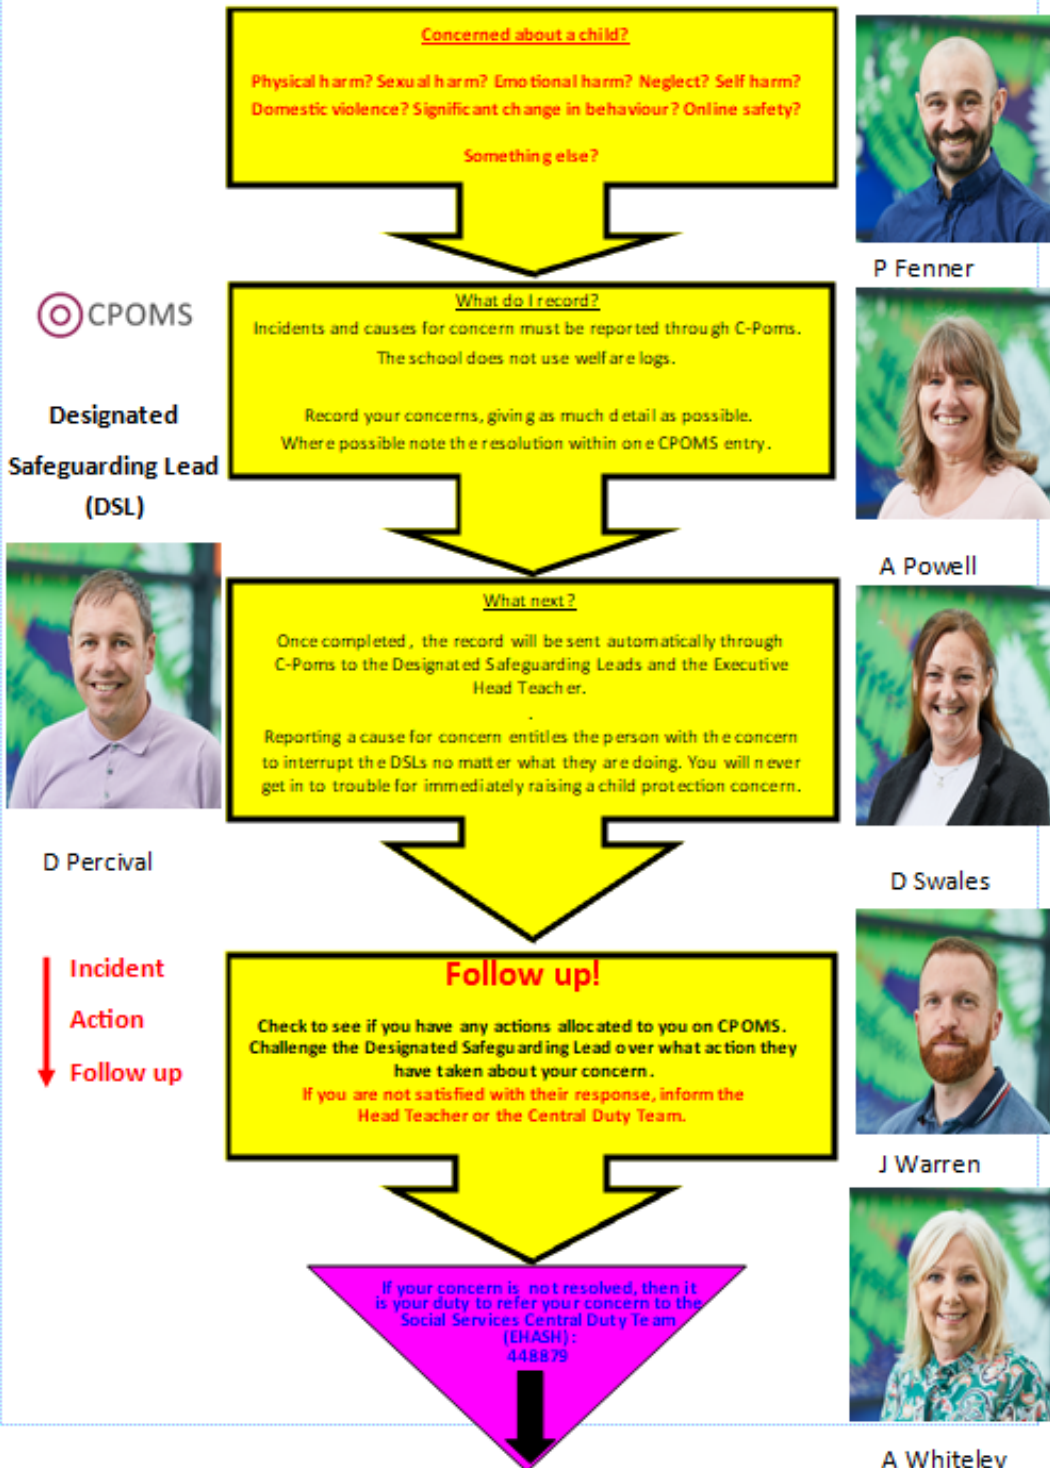 Concerned about a child?
Physical harm? Sexual harm? Emotional harm? Neglect? Self harm?
Domestic violence? Significant change in behaviour? Online safety?
Something else?
P Fenner
CPOMS
What do I record?
Incidents and causes for concern must be reported through C-Poms.
The school does not use welfare logs.
Record your concerns, giving as much detail as possible.
Where possible note the resolution within one CPOMS entry.
Designated
Safeguarding Lead
(DSL)
A Powell
What next?
Once completed, the record will be sent automatically through
C-Poms to the Designated Safeguarding Leads and the Executive
Head Teacher.
.
Reporting a cause for concern entitles the person with the concern
to interrupt the DSLs no matter what they are doing. You will never
get in to trouble for immediately raising a child protection concern.
D Percival
D Swales
Incident
Action
Follow up
Follow up!
Check to see if you have any actions allocated to you on CPOMS.
Challenge the Designated Safeguarding Lead over what action they
have taken about your concern.
If you are not satisfied with their response, inform the
Head Teacher or the Central Duty Team.
J Warren
If your concern is not resolved, then it
is your duty to refer your concern to the
Social Services Central Duty Team
(EHASH):
448879
A Whiteley